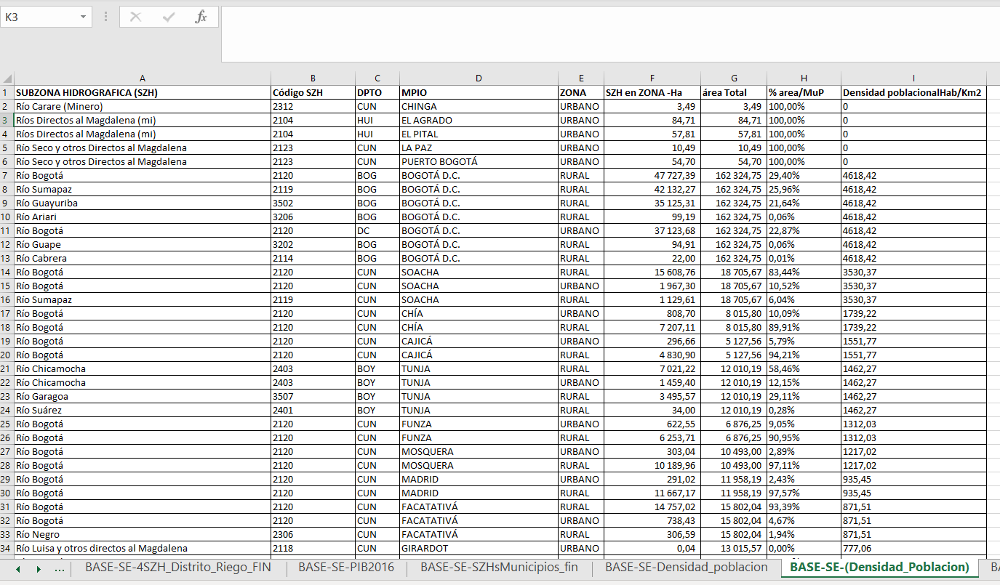 K3
fx
A B C D E F G H I
1 SUBZONA HIDROGRAFICA (SZH) Código SZH DPTO MPIO ZONA SZH en ZONA -Ha área Total % area/MuP Densidad poblacionalHab/Km2
2 Río Carare (Minero) 2312 CUN CHINGA URBANO 3,49 3,49 100,00% 0
3 Ríos Directos al Magdalena (mi) 2104 HUI EL AGRADO URBANO 84,71 84,71 100,00% 0
4 Ríos Directos al Magdalena (mi) 2104 HUI EL PITAL URBANO 57,81 57,81 100,00% 0
5 Río Seco y otros Directos al Magdalena 2123 CUN LA PAZ URBANO 10,49 10,49 100,00% 0
6 Río Seco y otros Directos al Magdalena 2123 CUN PUERTO BOGOTÁ URBANO 54,70 54,70 100,00% 0
7 Río Bogotá 2120 BOG BOGOTÁ D.C. RURAL 47 727,39 162 324,75 29,40% 4618,42
8 Río Sumapaz 2119 BOG BOGOTÁ D.C. RURAL 42 132,27 162 324,75 25,96% 4618,42
9 Río Guayuriba 3502 BOG BOGOTÁ D.C. RURAL 35 125,31 162 324,75 21,64% 4618,42
10 Río Ariari 3206 BOG BOGOTÁ D.C. RURAL 99,19 162 324,75 0,06% 4618,42
11 Río Bogotá 2120 DC BOGOTÁ D.C. URBANO 37 123,68 162 324,75 22,87% 4618,42
12 Río Guape 3202 BOG BOGOTÁ D.C. RURAL 94,91 162 324,75 0,06% 4618,42
13 Río Cabrera 2114 BOG BOGOTÁ D.C. RURAL 22,00 162 324,75 0,01% 4618,42
14 Río Bogotá 2120 CUN SOACHA RURAL 15 608,76 18 705,67 83,44% 3530,37
15 Río Bogotá 2120 CUN SOACHA URBANO 1 967,30 18 705,67 10,52% 3530,37
16 Río Sumapaz 2119 CUN SOACHA RURAL 1 129,61 18 705,67 6,04% 3530,37
17 Río Bogotá 2120 CUN CHÍA URBANO 808,70 8 015,80 10,09% 1739,22
18 Río Bogotá 2120 CUN CHÍA RURAL 7 207,11 8 015,80 89,91% 1739,22
19 Río Bogotá 2120 CUN CAJICÁ URBANO 296,66 5 127,56 5,79% 1551,77
20 Río Bogotá 2120 CUN CAJICÁ RURAL 4 830,90 5 127,56 94,21% 1551,77
21 Río Chicamocha 2403 BOY TUNJA RURAL 7 021,22 12 010,19 58,46% 1462,27
22 Río Chicamocha 2403 BOY TUNJA URBANO 1 459,40 12 010,19 12,15% 1462,27
23 Río Garagoa 3507 BOY TUNJA RURAL 3 495,57 12 010,19 29,11% 1462,27
24 Río Suárez 2401 BOY TUNJA RURAL 34,00 12 010,19 0,28% 1462,27
25 Río Bogotá 2120 CUN FUNZA URBANO 622,55 6 876,25 9,05% 1312,03
26 Río Bogotá 2120 CUN FUNZA RURAL 6 253,71 6 876,25 90,95% 1312,03
27 Río Bogotá 2120 CUN MOSQUERA URBANO 303,04 10 493,00 2,89% 1217,02
28 Río Bogotá 2120 CUN MOSQUERA RURAL 10 189,96 10 493,00 97,11% 1217,02
29 Río Bogotá 2120 CUN MADRID URBANO 291,02 11 958,19 2,43% 935,45
30 Río Bogotá 2120 CUN MADRID RURAL 11 667,17 11 958,19 97,57% 935,45
31 Río Bogotá 2120 CUN FACATATIVÁ RURAL 14 757,02 15 802,04 93,39% 871,51
32 Río Bogotá 2120 CUN FACATATIVÁ URBANO 738,43 15 802,04 4,67% 871,51
33 Río Negro 2306 CUN FACATATIVÁ RURAL 306,59 15 802,04 1,94% 871,51
34 Río Luisa y otros directos al Magdalena 2118 CUN GIRARDOT URBANO 0,04 13 015,57 0,00% 777,06
... BASE-SE-4SZH_Distrito_Riego_FIN BASE-SE-PIB2016 BASE-SE-SZHsMunicipios_fin BASE-SE-Densidad_poblacion BASE-SE-(Densidad_Poblacion)